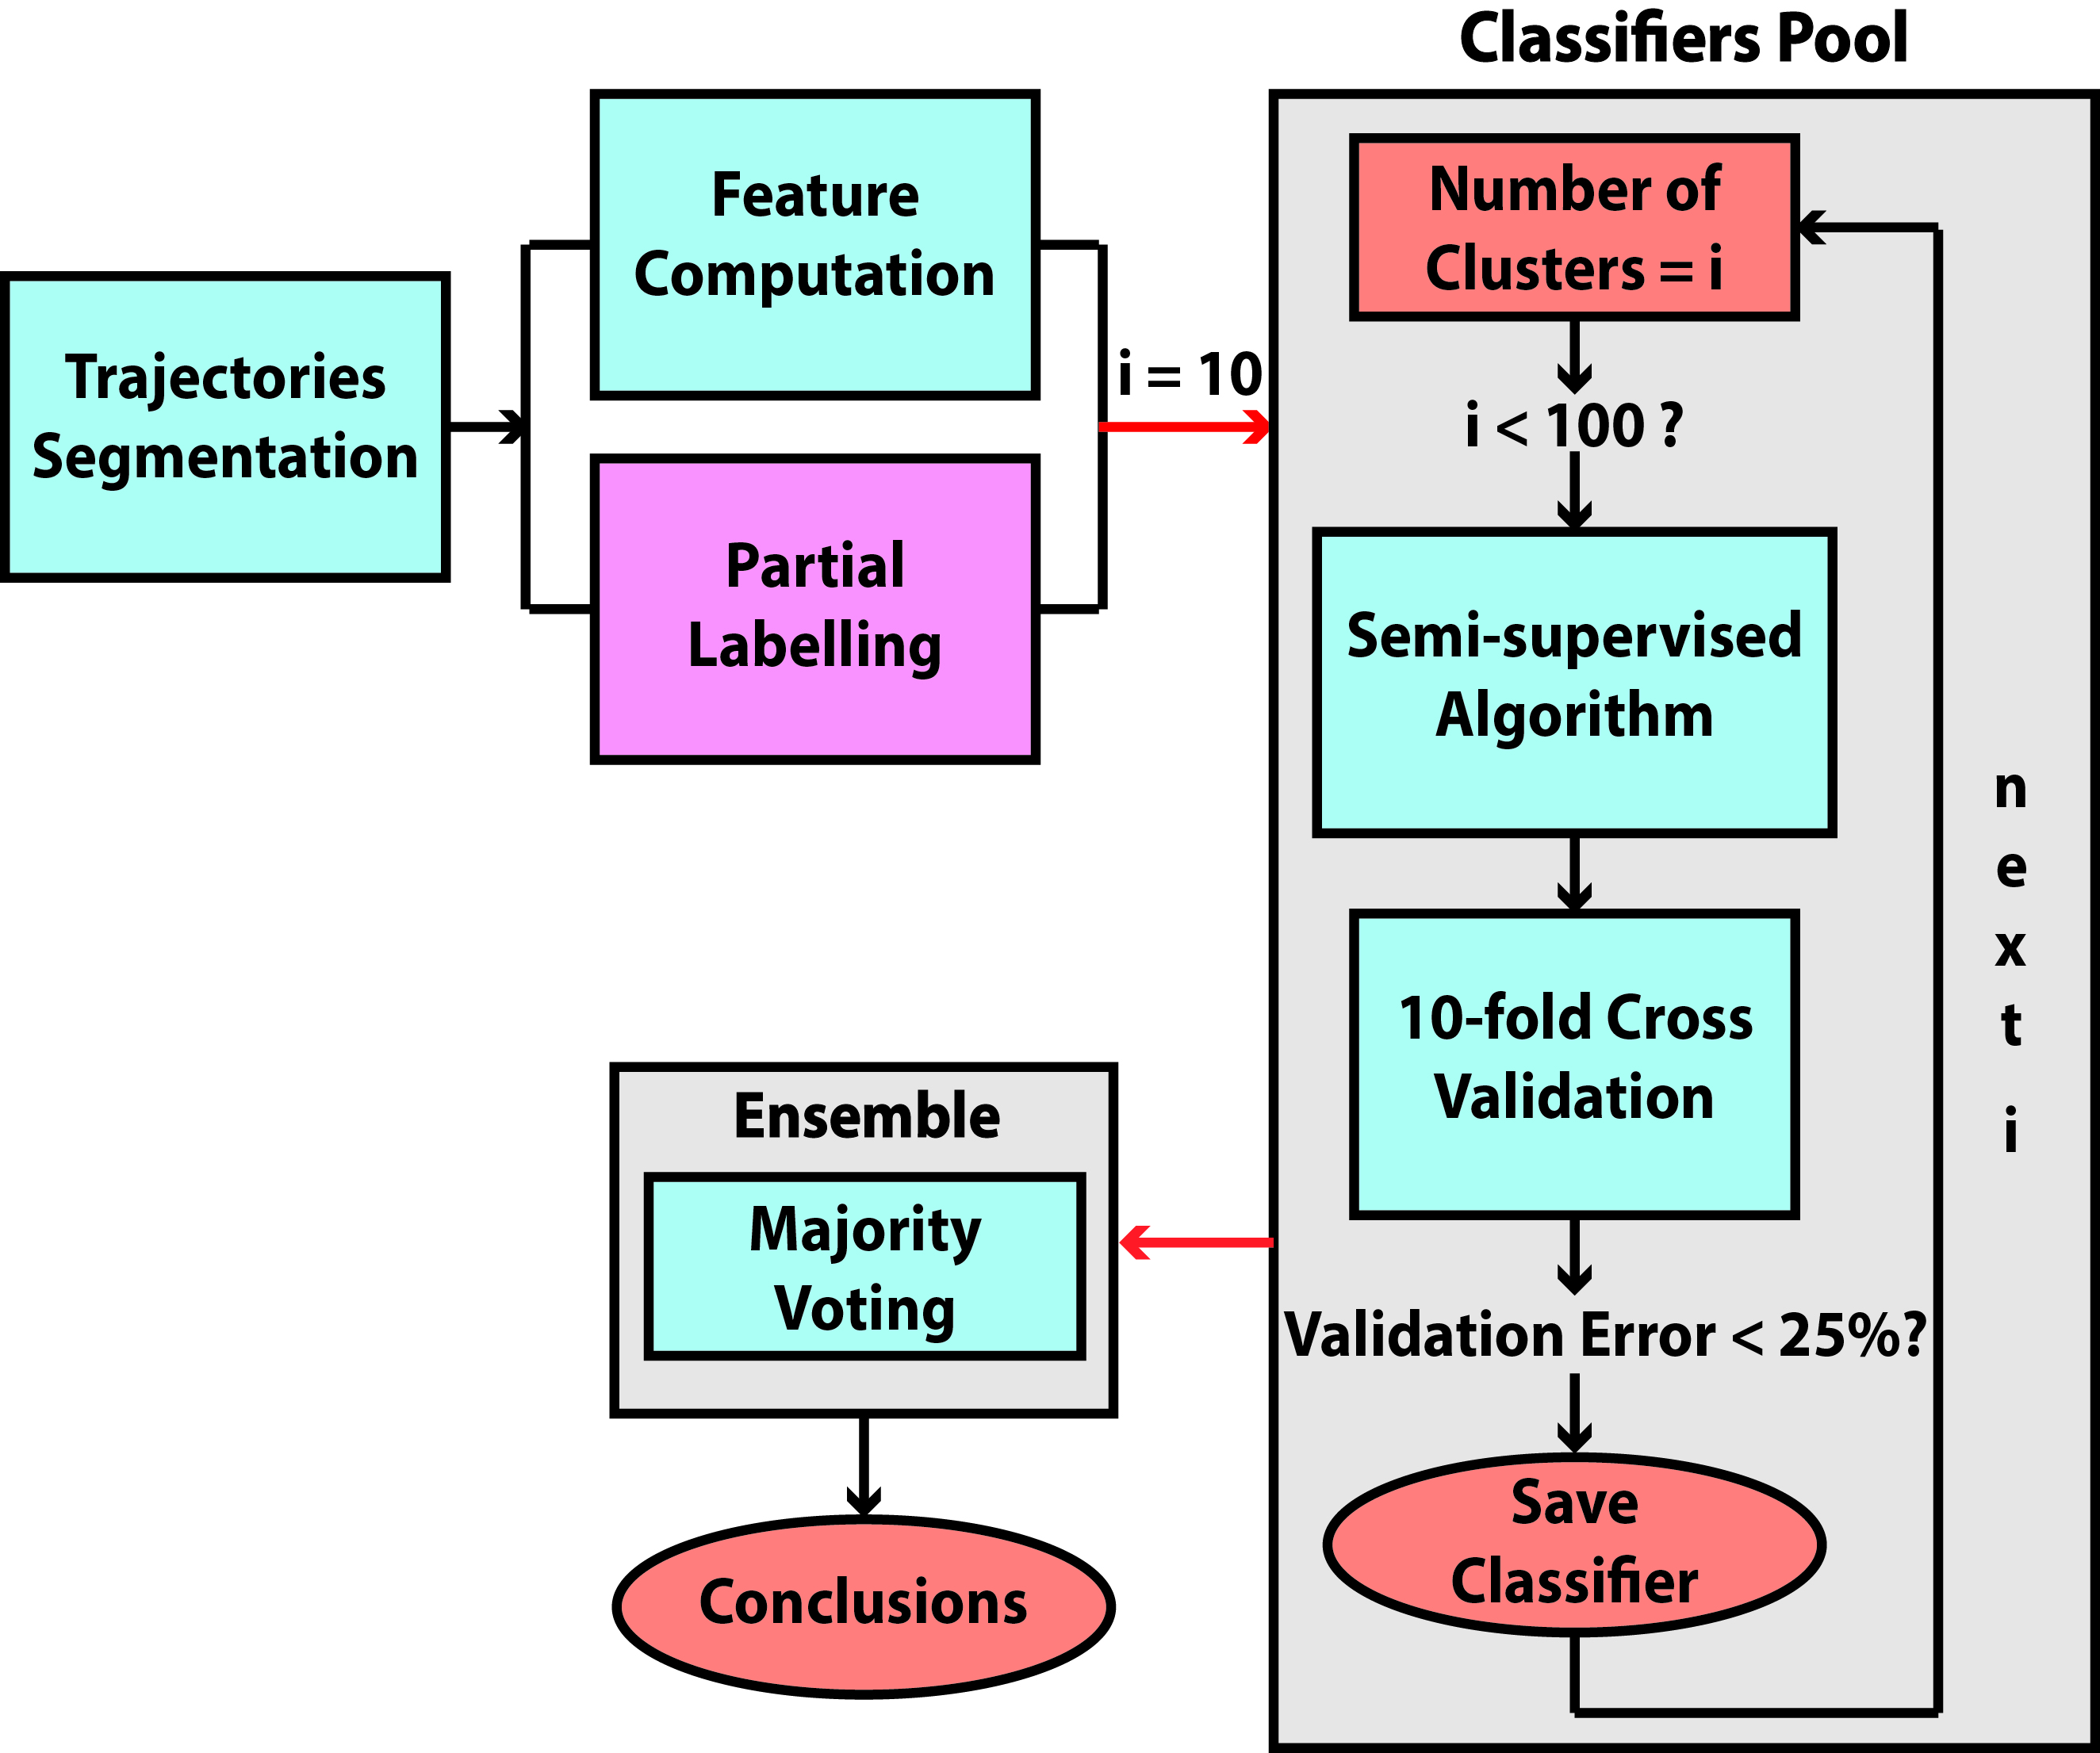 Trajectories
Segmentation
Feature
Computation
Partial
Labelling
i = 10
Classifiers Pool
Number of
Clusters = i
i < 100 ?
Semi-supervised
Algorithm
10-fold Cross
Validation
Validation Error < 25%?
Save
Classifier
n
e
x
t
i
Ensemble
Majority
Voting
Conclusions